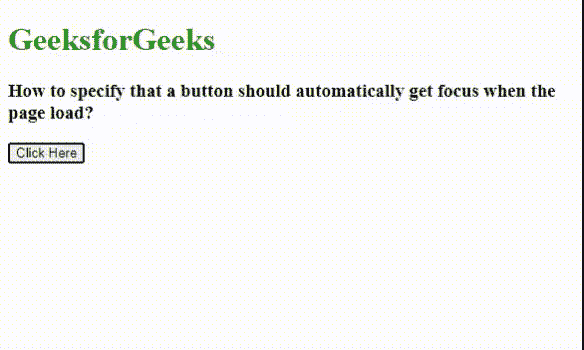 GeeksforGeeks
How to specify that a button should automatically get focus when the
page load?
Click Here